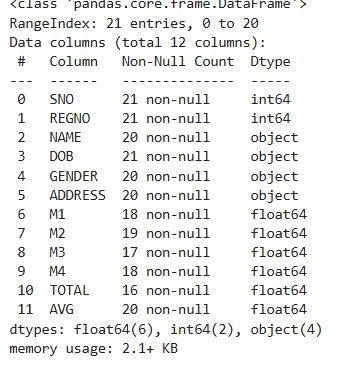 <class 'pandas.core.frame.DataFrame'>
RangeIndex: 21 entries, 0 to 20
Data columns (total 12 columns):
 #   Column   Non-Null Count  Dtype
---  ------   --------------  -----
 0   SNO      21 non-null     int64
 1   REGNO    21 non-null     int64
 2   NAME     20 non-null     object
 3   DOB      21 non-null     object
 4   GENDER   20 non-null     object
 5   ADDRESS  20 non-null     object
 6   M1       18 non-null     float64
 7   M2       19 non-null     float64
 8   M3       17 non-null     float64
 9   M4       18 non-null     float64
 10  TOTAL    16 non-null     float64
 11  AVG      20 non-null     float64
dtypes: float64(6), int64(2), object(4)
memory usage: 2.1+ KB